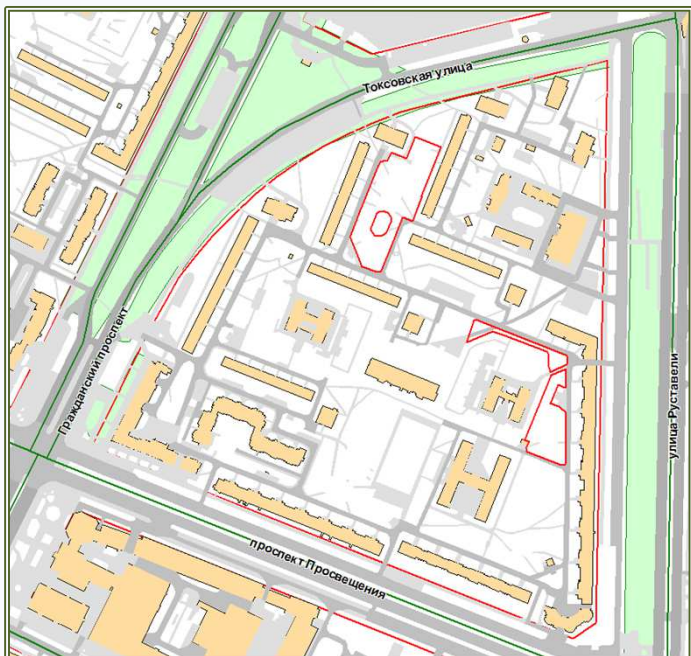 Токсовская улица
Гражданский проспект
улица Руставели
проспект Просвещения